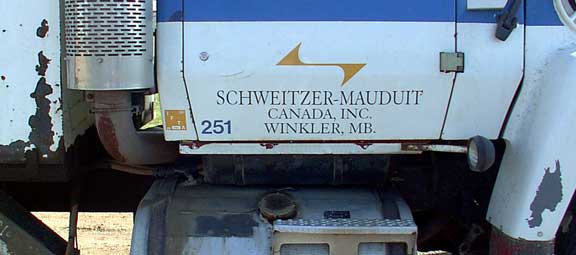 SCHWEITZER-MAUDUIT
CANADA, INC.
WINKLER, MB.
251